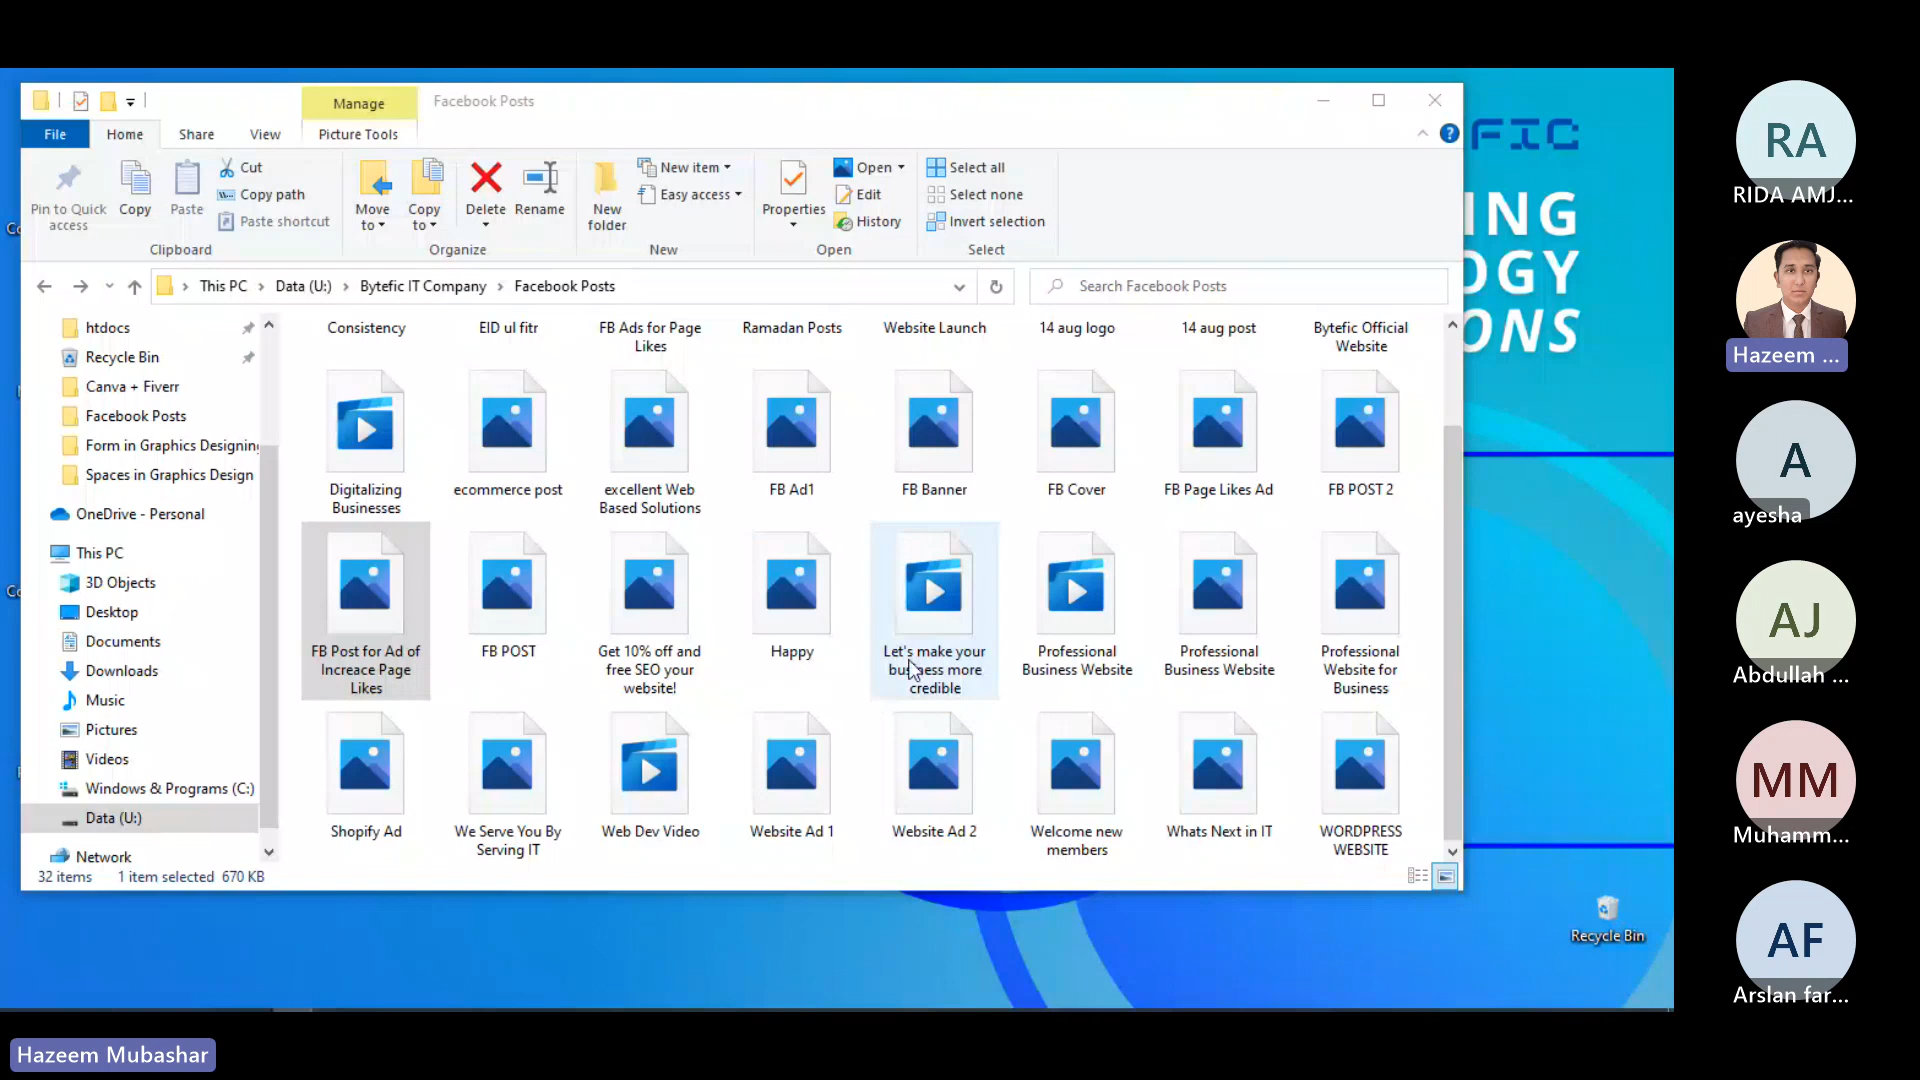 Manage
Facebook Posts
File
Home
Share
View
Picture Tools
Pin to Quick access
Copy
Paste
Cut
Copy path
Paste shortcut
Clipboard
Move to
Copy to
Delete
Rename
Organize
New folder
New item
Easy access
New
Properties
Open
Edit
History
Open
Select all
Select none
Invert selection
Select
This PC > Data (U:) > Bytefic IT Company > Facebook Posts
Search Facebook Posts
htdocs
Recycle Bin
Canva + Fiverr
Facebook Posts
Form in Graphics Designing
Spaces in Graphics Design
OneDrive - Personal
This PC
3D Objects
Desktop
Documents
Downloads
Music
Pictures
Videos
Windows & Programs (C:)
Data (U:)
Network
Consistency
EID ul fitr
FB Ads for Page Likes
Ramadan Posts
Website Launch
14 aug logo
14 aug post
Bytefic Official Website
Digitalizing Businesses
ecommerce post
excellent Web Based Solutions
FB Ad1
FB Banner
FB Cover
FB Page Likes Ad
FB POST 2
FB Post for Ad of Increace Page Likes
FB POST
Get 10% off and free SEO your website!
Happy
Let's make your business more credible
Professional Business Website
Professional Business Website
Professional Website for Business
Shopify Ad
We Serve You By Serving IT
Web Dev Video
Website Ad 1
Website Ad 2
Welcome new members
Whats Next in IT
WORDPRESS WEBSITE
32 items
1 item selected 670 KB
FIC
ING
OGY
ONS
Recycle Bin
RA
RIDA AMJ...
Hazeem ...
A
ayesha
AJ
Abdullah ...
MM
Muhamm...
AF
Arslan far...
Hazeem Mubashar